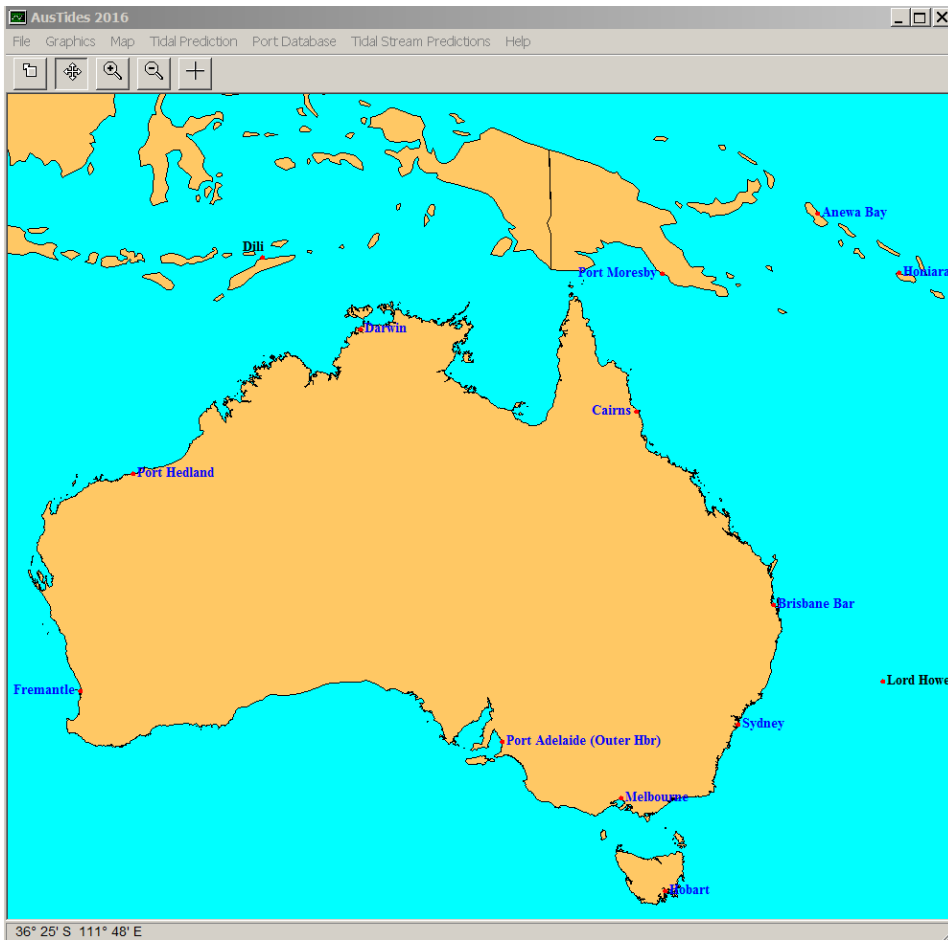 AusTides 2016
File Graphics Map Tidal Prediction Port Database Tidal Stream Predictions Help
Anewa Bay
Dili
Port Moresby
Honiara
Darwin
Cairns
Port Hedland
Brisbane Bar
Lord Howe
Fremantle
Sydney
Port Adelaide (Outer Hbr)
Melbourne
Hobart
36° 25' S 111° 48' E